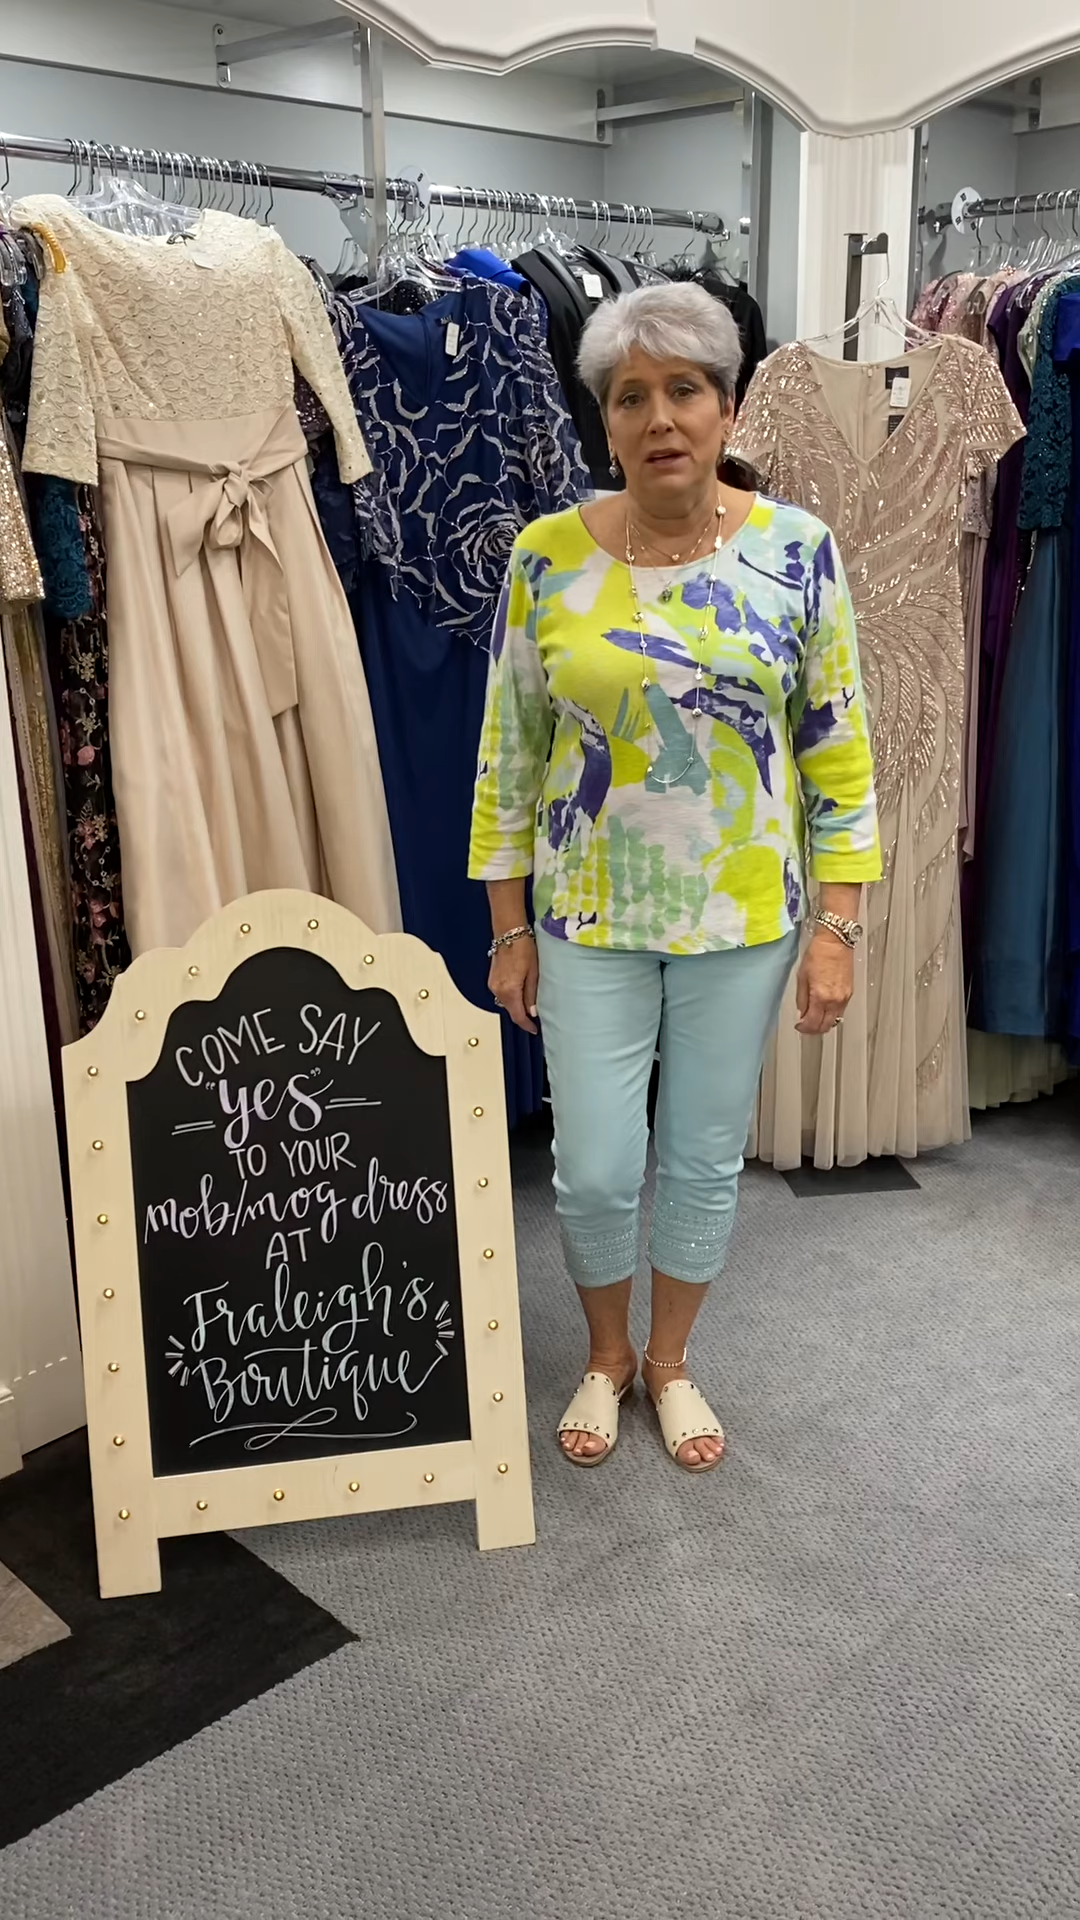 COME SAY
"yes"
TO YOUR
mob/mog dress
AT
Fraleigh's
Boutique